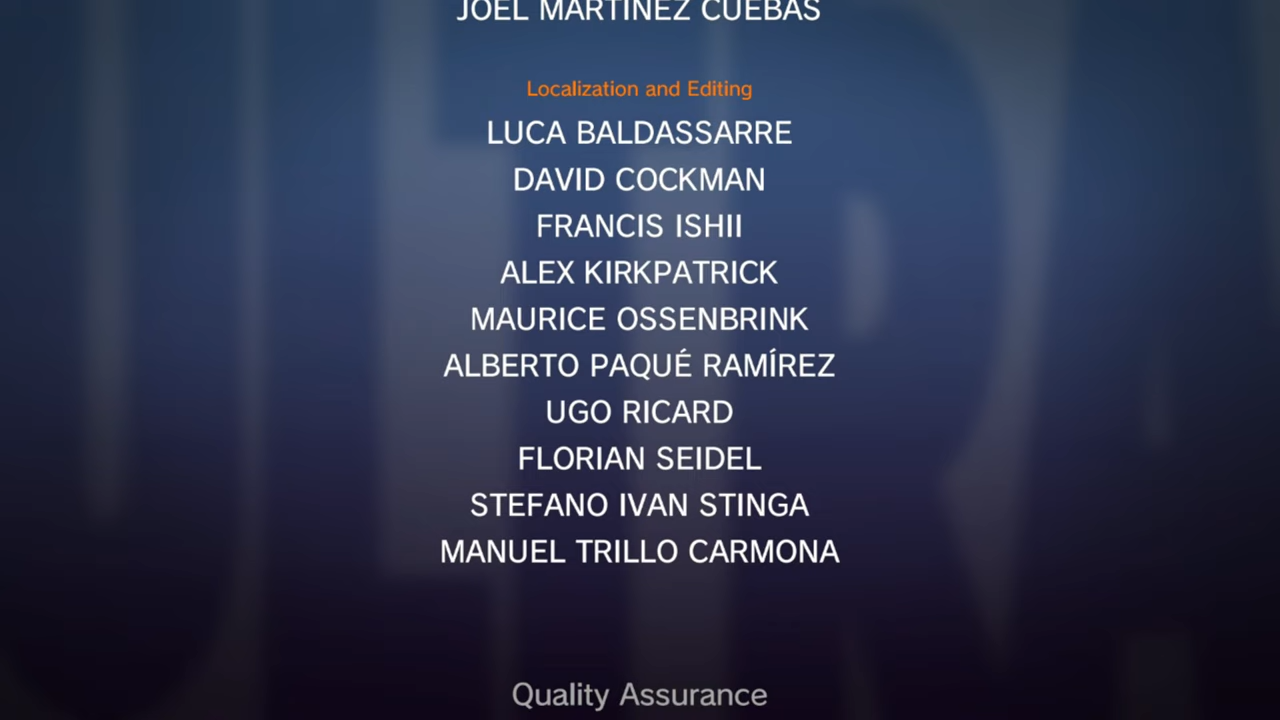 JOEL MARTÍNEZ CUEBAS
Localization and Editing
LUCA BALDASSARRE
DAVID COCKMAN
FRANCIS ISHII
ALEX KIRKPATRICK
MAURICE OSSENBRINK
ALBERTO PAQUÉ RAMÍREZ
UGO RICARD
FLORIAN SEIDEL
STEFANO IVAN STINGA
MANUEL TRILLO CARMONA
Quality Assurance